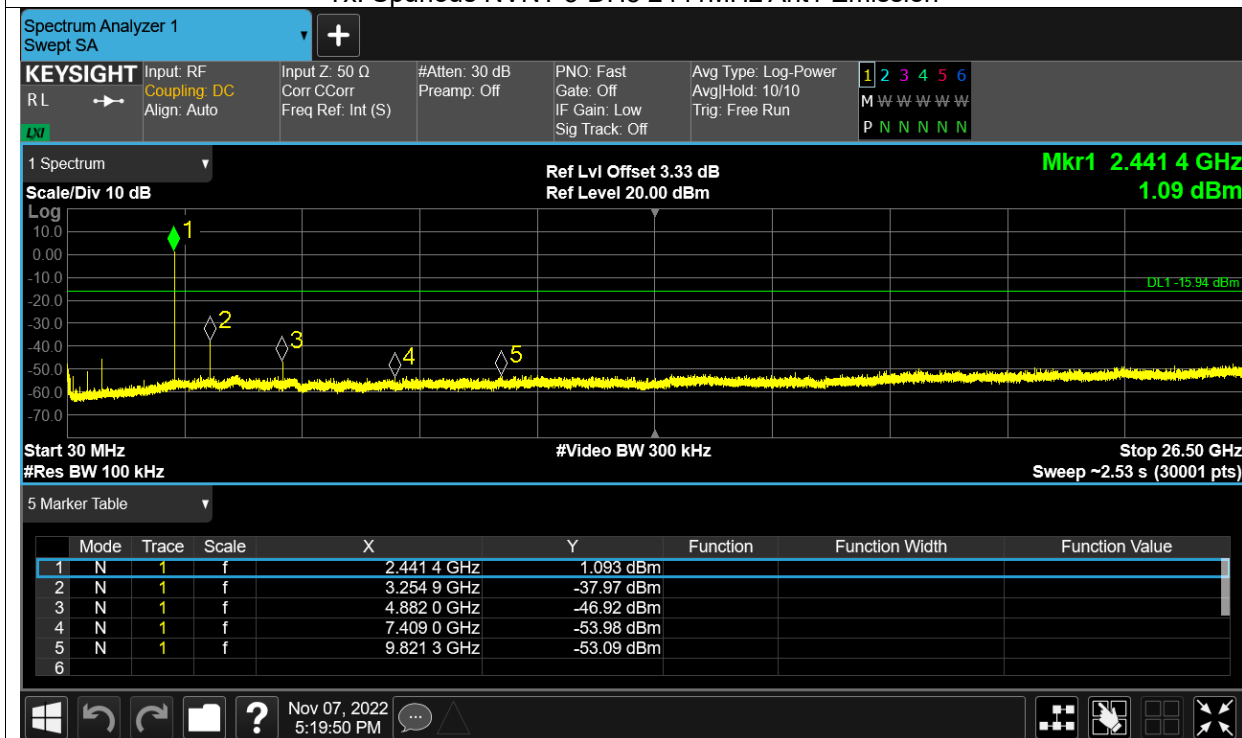 Tx. Spurious NVNT 3-DH5 2441MHz Ant1 Emission
Spectrum Analyzer 1
Swept SA
KEYSIGHT
RL
LXI
Input: RF
Coupling: DC
Align: Auto
Input Z: 50 Ω
Corr CCorr
Freq Ref: Int (S)
#Atten: 30 dB
Preamp: Off
PNO: Fast
Gate: Off
IF Gain: Low
Sig Track: Off
Avg Type: Log-Power
Avg|Hold: 10/10
Trig: Free Run
1 2 3 4 5 6
M W W W W W
P N N N N N
1 Spectrum
Scale/Div 10 dB
Ref Lvl Offset 3.33 dB
Ref Level 20.00 dBm
Mkr1 2.441 4 GHz
1.09 dBm
Log
10.0
0.00
-10.0
-20.0
-30.0
-40.0
-50.0
-60.0
-70.0
1
2
3
4
5
DL1 -15.94 dBm
Start 30 MHz
#Video BW 300 kHz
Stop 26.50 GHz
#Res BW 100 kHz
Sweep ~2.53 s (30001 pts)
5 Marker Table
Mode Trace Scale X Y Function Function Width Function Value
1 N 1 f 2.441 4 GHz 1.093 dBm
2 N 1 f 3.254 9 GHz -37.97 dBm
3 N 1 f 4.882 0 GHz -46.92 dBm
4 N 1 f 7.409 0 GHz -53.98 dBm
5 N 1 f 9.821 3 GHz -53.09 dBm
6
?
Nov 07, 2022
5:19:50 PM